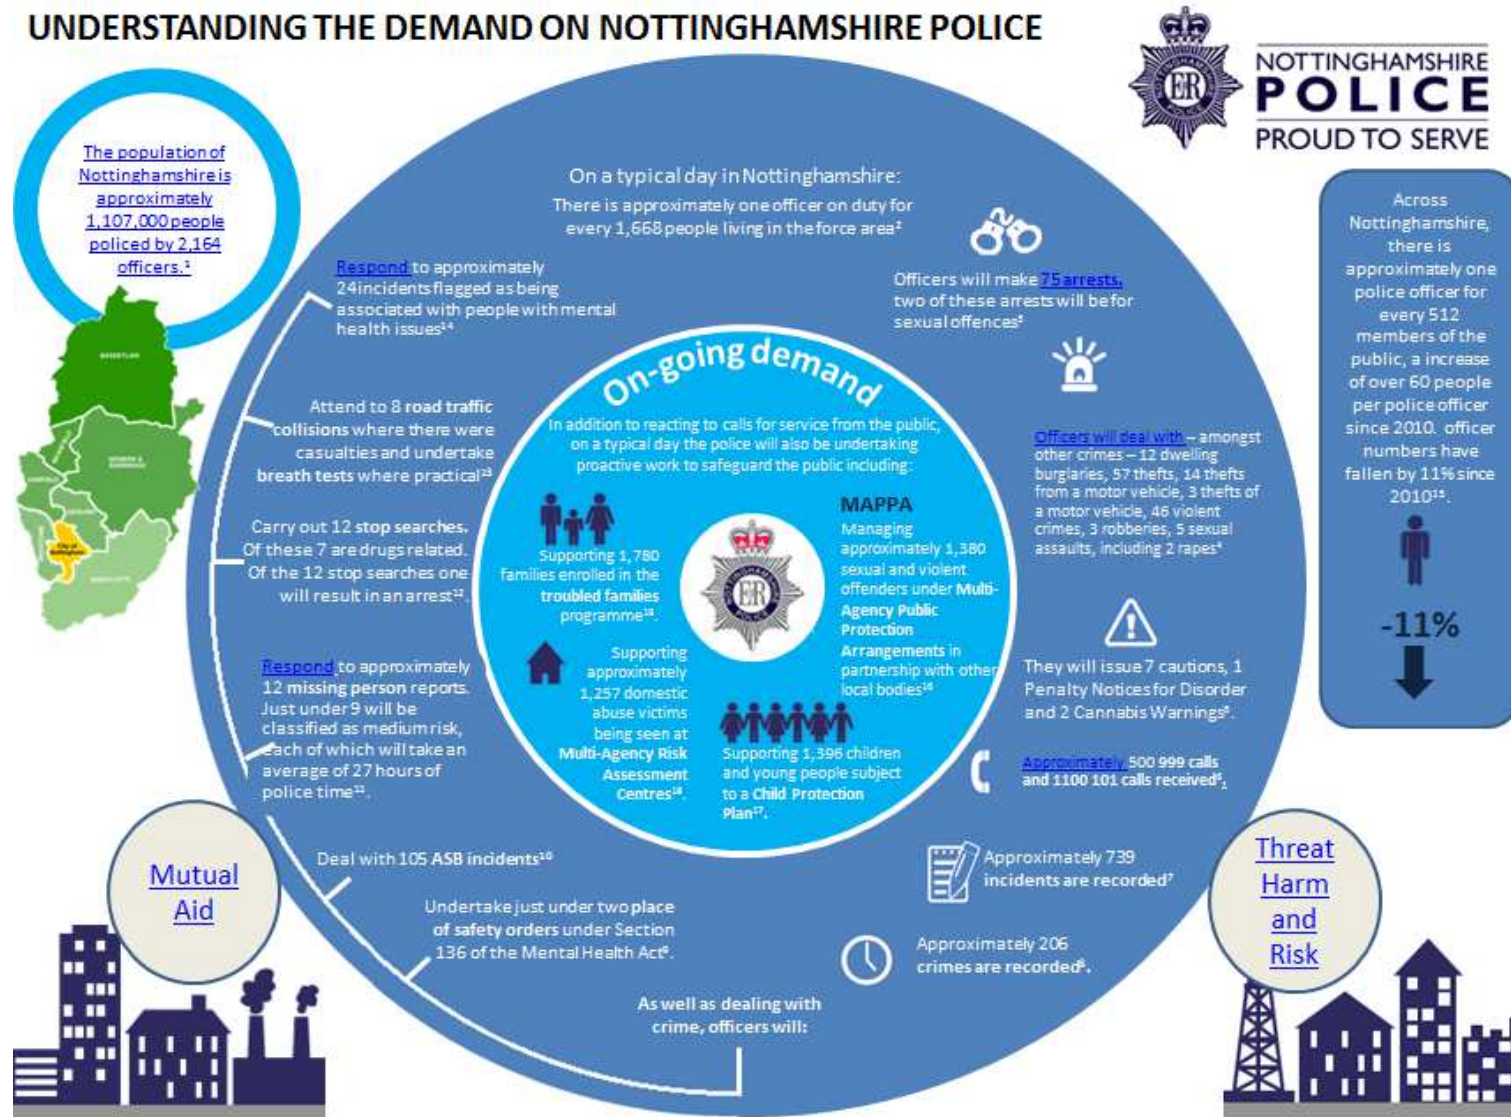 UNDERSTANDING THE DEMAND ON NOTTINGHAMSHIRE POLICE
NOTTINGHAMSHIRE
POLICE
PROUD TO SERVE
The population of
Nottinghamshire is
approximately
1,107,000 people
policed by 2,164
officers.¹
On a typical day in Nottinghamshire:
There is approximately one officer on duty for
every 1,668 people living in the force area²
Officers will make 75 arrests,
two of these arrests will be for
sexual offences³
Officers will deal with – amongst
other crimes – 12 dwelling
burglaries, 57 thefts, 14 thefts
from a motor vehicle, 3 thefts of
a motor vehicle, 46 violent
crimes, 3 robberies, 5 sexual
assaults, including 2 rapes⁴
They will issue 7 cautions, 1
Penalty Notices for Disorder
and 2 Cannabis Warnings
Approximately 500 999 calls
and 1100 101 calls received
Approximately 739
incidents are recorded⁷
Approximately 206
crimes are recorded⁸.
As well as dealing with
crime, officers will:
Undertake just under two place
of safety orders under Section
136 of the Mental Health Act⁹.
Deal with 105 ASB incidents¹⁰
Respond to approximately
12 missing person reports.
Just under 9 will be
classified as medium risk,
each of which will take an
average of 27 hours of
police time¹¹.
Carry out 12 stop searches.
Of these 7 are drugs related.
Of the 12 stop searches one
will result in an arrest¹².
Attend to 8 road traffic
collisions where there were
casualties and undertake
breath tests where practical¹³
Respond to approximately
24 incidents flagged as being
associated with people with mental
health issues¹⁴
On-going demand
In addition to reacting to calls for service from the public,
on a typical day the police will also be undertaking
proactive work to safeguard the public including:
Supporting 1,780
families enrolled in the
troubled families
programme¹⁹.
Supporting
approximately
1,257 domestic
abuse victims
being seen at
Multi-Agency Risk
Assessment
Centres¹⁸.
MAPPA
Managing
approximately 1,380
sexual and violent
offenders under Multi-
Agency Public
Protection
Arrangements in
partnership with other
local bodies¹⁶
Supporting 1,396 children
and young people subject
to a Child Protection
Plan¹⁷.
ER
Across
Nottinghamshire,
there is
approximately one
police officer for
every 512
members of the
public, a increase
of over 60 people
per police officer
since 2010. officer
numbers have
fallen by 11% since
2010¹⁵.
-11%
Mutual
Aid
Threat
Harm
and
Risk